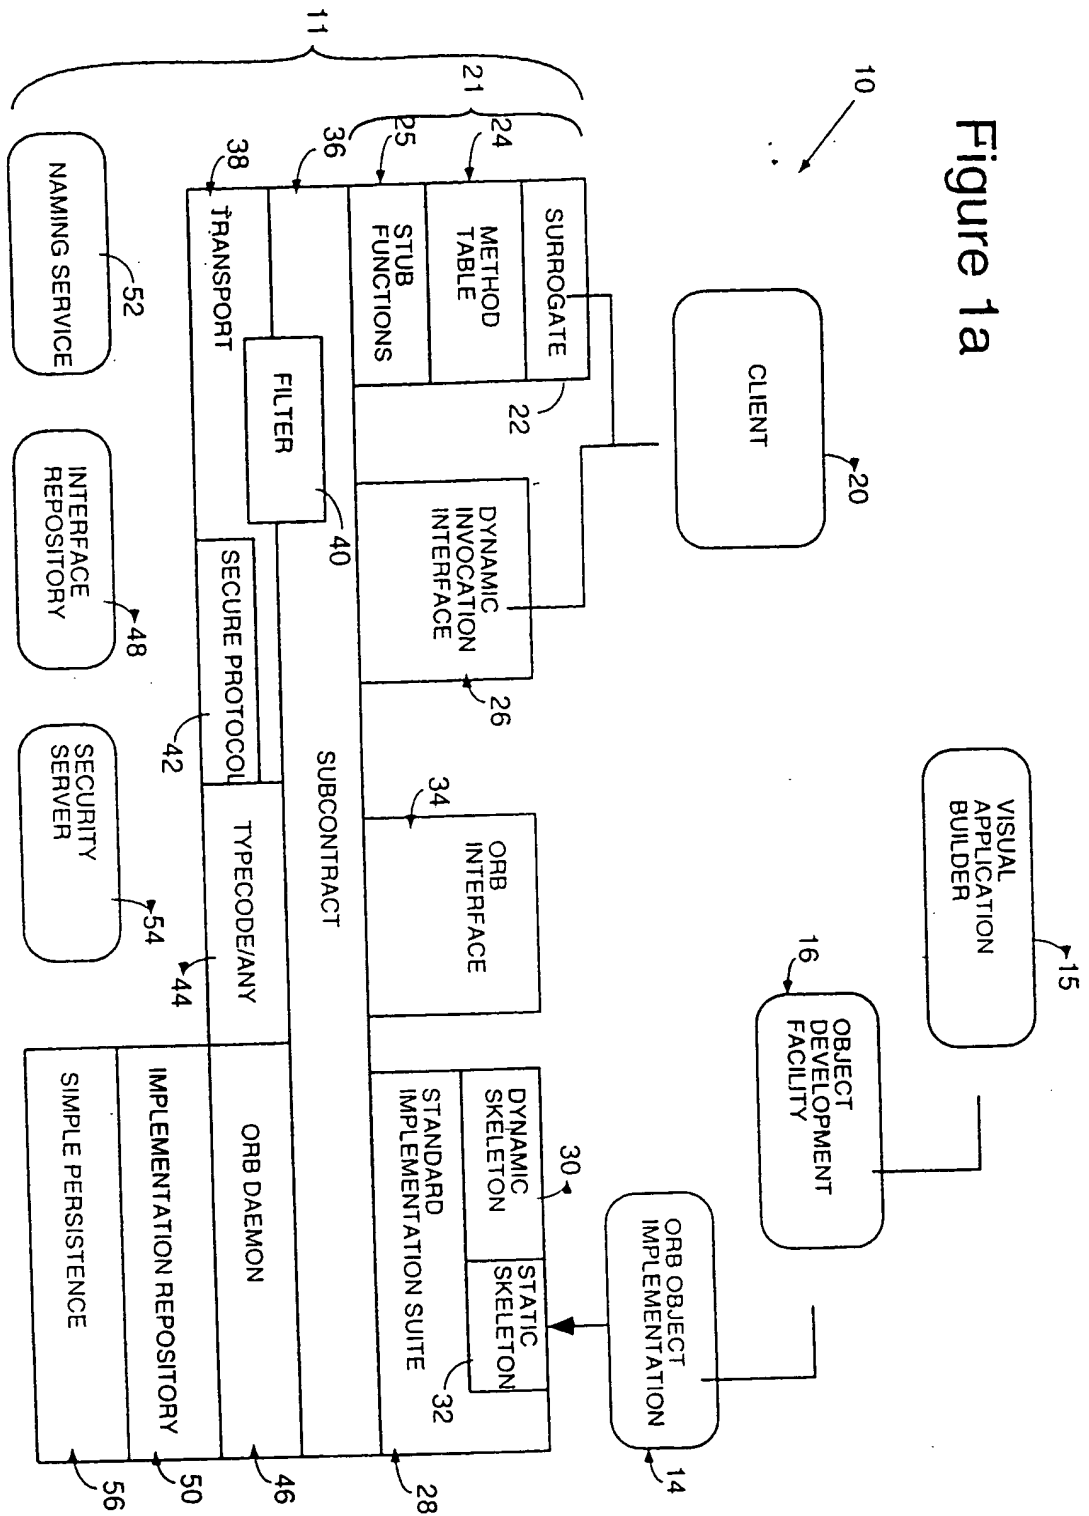 Figure 1a
10
15
VISUAL
APPLICATION
BUILDER
20
CLIENT
16
OBJECT
DEVELOPMENT
FACILITY
14
ORB OBJECT
IMPLEMENTATION
11
21
22
SURROGATE
24
METHOD
TABLE
25
STUB
FUNCTIONS
26
DYNAMIC
INVOCATION
INTERFACE
34
ORB
INTERFACE
30
DYNAMIC
SKELETON
STATIC
SKELETON
32
STANDARD
IMPLEMENTATION SUITE
28
36
SUBCONTRACT
FILTER
40
38
TRANSPORT
SECURE PROTOCOL
42
TYPECODE/ANY
44
ORB DAEMON
46
IMPLEMENTATION REPOSITORY
50
SIMPLE PERSISTENCE
56
NAMING SERVICE
52
INTERFACE
REPOSITORY
48
SECURITY
SERVER
54